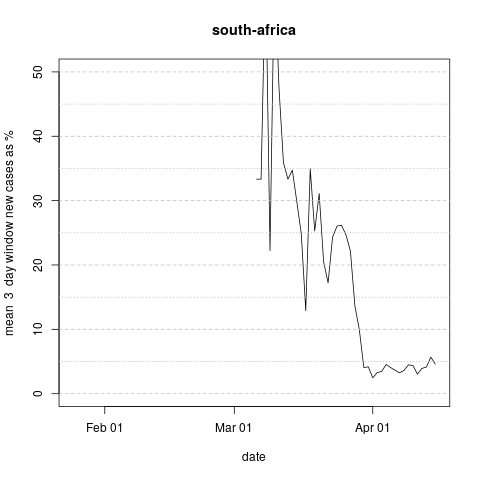 south-africa
mean 3 day window new cases as %
50
40
30
20
10
0
Feb 01
Mar 01
Apr 01
date